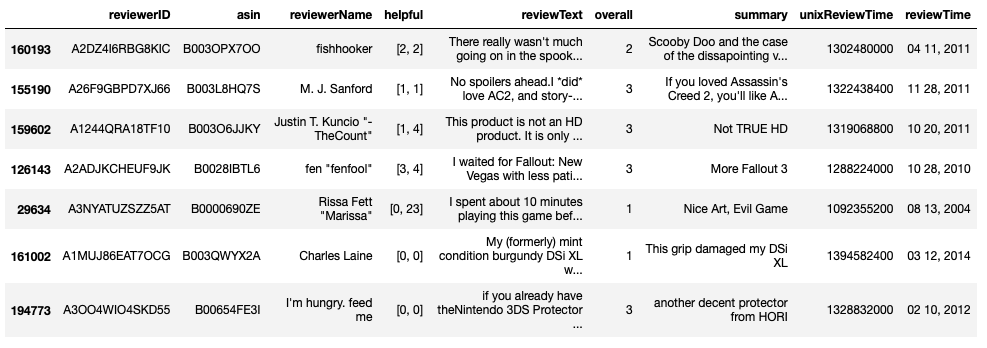 reviewerID asin reviewerName helpful reviewText overall summary unixReviewTime reviewTime
160193 A2DZ4I6RBG8KIC B003OPX7OO fishhooker [2, 2] There really wasn't much going on in the spook... 2 Scooby Doo and the case of the dissapointing v... 1302480000 04 11, 2011
155190 A26F9GBPD7XJ66 B003L8HQ7S M. J. Sanford [1, 1] No spoilers ahead.I *did* love AC2, and story-... 3 If you loved Assassin's Creed 2, you'll like A... 1322438400 11 28, 2011
159602 A1244QRA18TF10 B003O6JJKY Justin T. Kuncio "-TheCount" [1, 4] This product is not an HD product. It is only ... 3 Not TRUE HD 1319068800 10 20, 2011
126143 A2ADJKCHEUF9JK B0028IBTL6 fen "fenfool" [3, 4] I waited for Fallout: New Vegas with less pati... 3 More Fallout 3 1288224000 10 28, 2010
29634 A3NYATUZSZZ5AT B0000690ZE Rissa Fett "Marissa" [0, 23] I spent about 10 minutes playing this game bef... 1 Nice Art, Evil Game 1092355200 08 13, 2004
161002 A1MUJ86EAT7OCG B003QWYX2A Charles Laine [0, 0] My (formerly) mint condition burgundy DSi XL w... 1 This grip damaged my DSi XL 1394582400 03 12, 2014
194773 A3OO4WIO4SKD55 B00654FE3I I'm hungry. feed me [0, 0] if you already have theNintendo 3DS Protector ... 3 another decent protector from HORI 1328832000 02 10, 2012